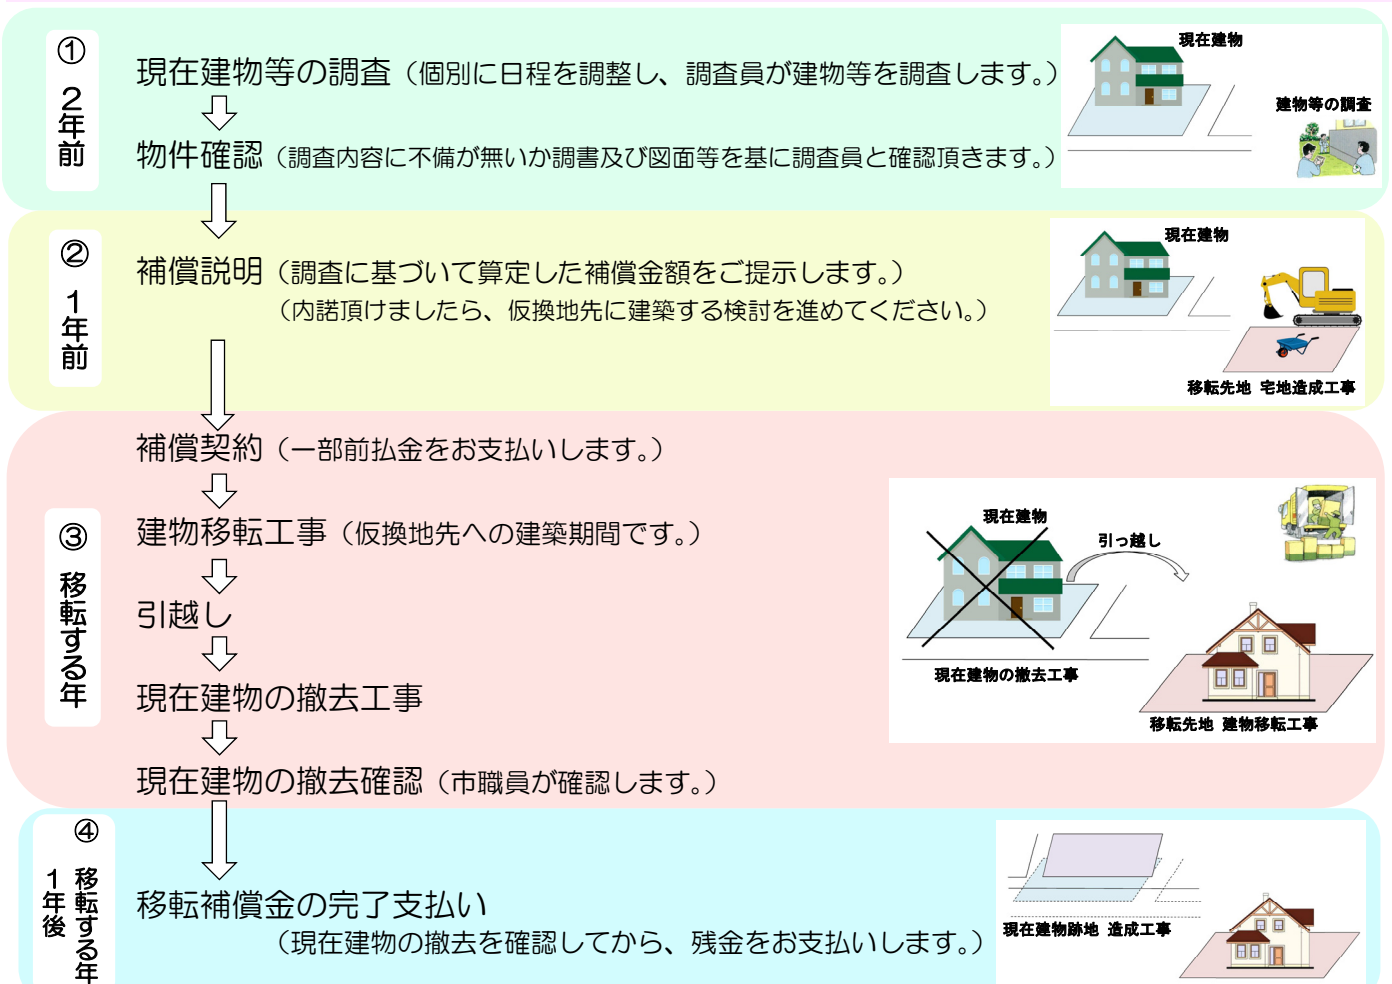 ① 2年前
現在建物等の調査（個別に日程を調整し、調査員が建物等を調査します。）
物件確認（調査内容に不備が無いか調書及び図面等を基に調査員と確認頂きます。）
現在建物
建物等の調査
② 1年前
補償説明（調査に基づいて算定した補償金額をご提示します。）
（内諾頂けましたら、仮換地先に建築する検討を進めてください。）
現在建物
移転先地 宅地造成工事
③ 移転する年
補償契約（一部前払金をお支払いします。）
建物移転工事（仮換地先への建築期間です。）
引越し
現在建物の撤去工事
現在建物の撤去確認（市職員が確認します。）
現在建物
引っ越し
現在建物の撤去工事
移転先地 建物移転工事
④ 移転する年
1年後
移転補償金の完了支払い
（現在建物の撤去を確認してから、残金をお支払いします。）
現在建物跡地 造成工事